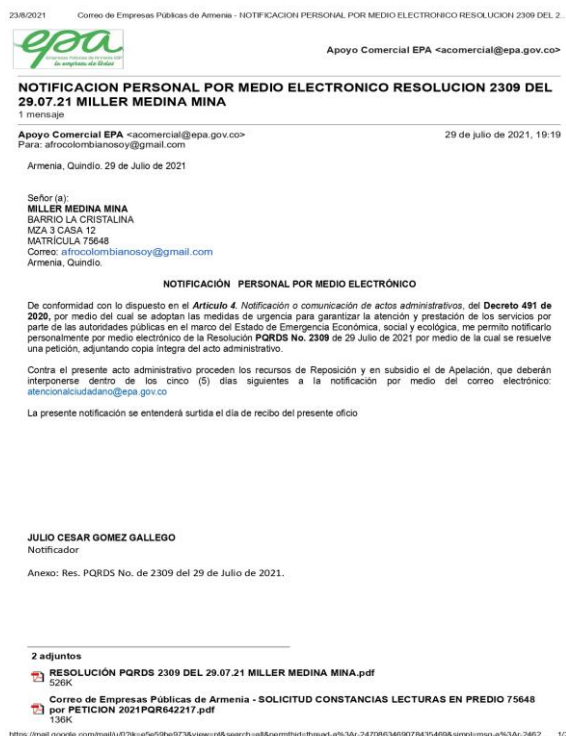 23/8/2021 Correo de Empresas Públicas de Armenia - NOTIFICACION PERSONAL POR MEDIO ELECTRONICO RESOLUCION 2309 DEL 2...
epa
Empresas Públicas de Armenia ESP
la empresa de todos
Apoyo Comercial EPA <acomercial@epa.gov.co>
NOTIFICACION PERSONAL POR MEDIO ELECTRONICO RESOLUCION 2309 DEL
29.07.21 MILLER MEDINA MINA
1 mensaje
Apoyo Comercial EPA <acomercial@epa.gov.co> 29 de julio de 2021, 19:19
Para: afrocolombianosoy@gmail.com
Armenia, Quindío. 29 de Julio de 2021
Señor (a):
MILLER MEDINA MINA
BARRIO LA CRISTALINA
MZA 3 CASA 12
MATRÍCULA 75648
Correo: afrocolombianosoy@gmail.com
Armenia, Quindío.
NOTIFICACIÓN PERSONAL POR MEDIO ELECTRÓNICO
De conformidad con lo dispuesto en el Artículo 4. Notificación o comunicación de actos administrativos, del Decreto 491 de
2020, por medio del cual se adoptan las medidas de urgencia para garantizar la atención y prestación de los servicios por
parte de las autoridades públicas en el marco del Estado de Emergencia Económica, social y ecológica, me permito notificarlo
personalmente por medio electrónico de la Resolución PQRDS No. 2309 de 29 Julio de 2021 por medio de la cual se resuelve
una petición, adjuntando copia íntegra del acto administrativo.
Contra el presente acto administrativo proceden los recursos de Reposición y en subsidio el de Apelación, que deberán
interponerse dentro de los cinco (5) días siguientes a la notificación por medio del correo electrónico:
atencionalciudadano@epa.gov.co
La presente notificación se entenderá surtida el día de recibo del presente oficio
JULIO CESAR GOMEZ GALLEGO
Notificador
Anexo: Res. PQRDS No. de 2309 del 29 de Julio de 2021.
2 adjuntos
RESOLUCIÓN PQRDS 2309 DEL 29.07.21 MILLER MEDINA MINA.pdf
526K
Correo de Empresas Públicas de Armenia - SOLICITUD CONSTANCIAS LECTURAS EN PREDIO 75648
por PETICION 2021PQR642217.pdf
136K